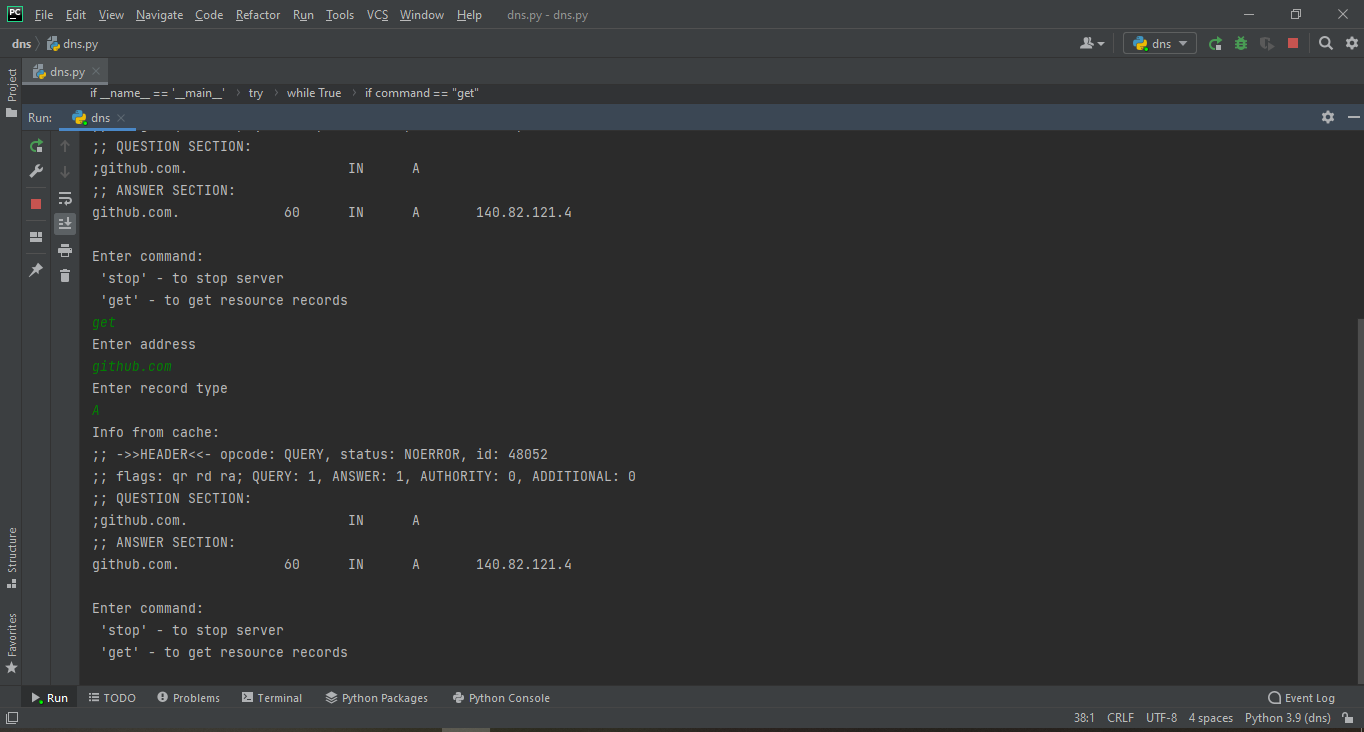 PC File Edit View Navigate Code Refactor Run Tools VCS Window Help dns.py - dns.py
dns dns.py dns
Project
dns.py
if __name__ == '__main__' try while True if command == "get"
Run: dns
;; QUESTION SECTION:
;github.com. IN A
;; ANSWER SECTION:
github.com. 60 IN A 140.82.121.4
Enter command:
'stop' - to stop server
'get' - to get resource records
get
Enter address
github.com
Enter record type
A
Info from cache:
;; ->>HEADER<<- opcode: QUERY, status: NOERROR, id: 48052
;; flags: qr rd ra; QUERY: 1, ANSWER: 1, AUTHORITY: 0, ADDITIONAL: 0
;; QUESTION SECTION:
;github.com. IN A
;; ANSWER SECTION:
github.com. 60 IN A 140.82.121.4
Enter command:
'stop' - to stop server
'get' - to get resource records
Structure
Favorites
Run TODO Problems Terminal Python Packages Python Console Event Log
38:1 CRLF UTF-8 4 spaces Python 3.9 (dns)